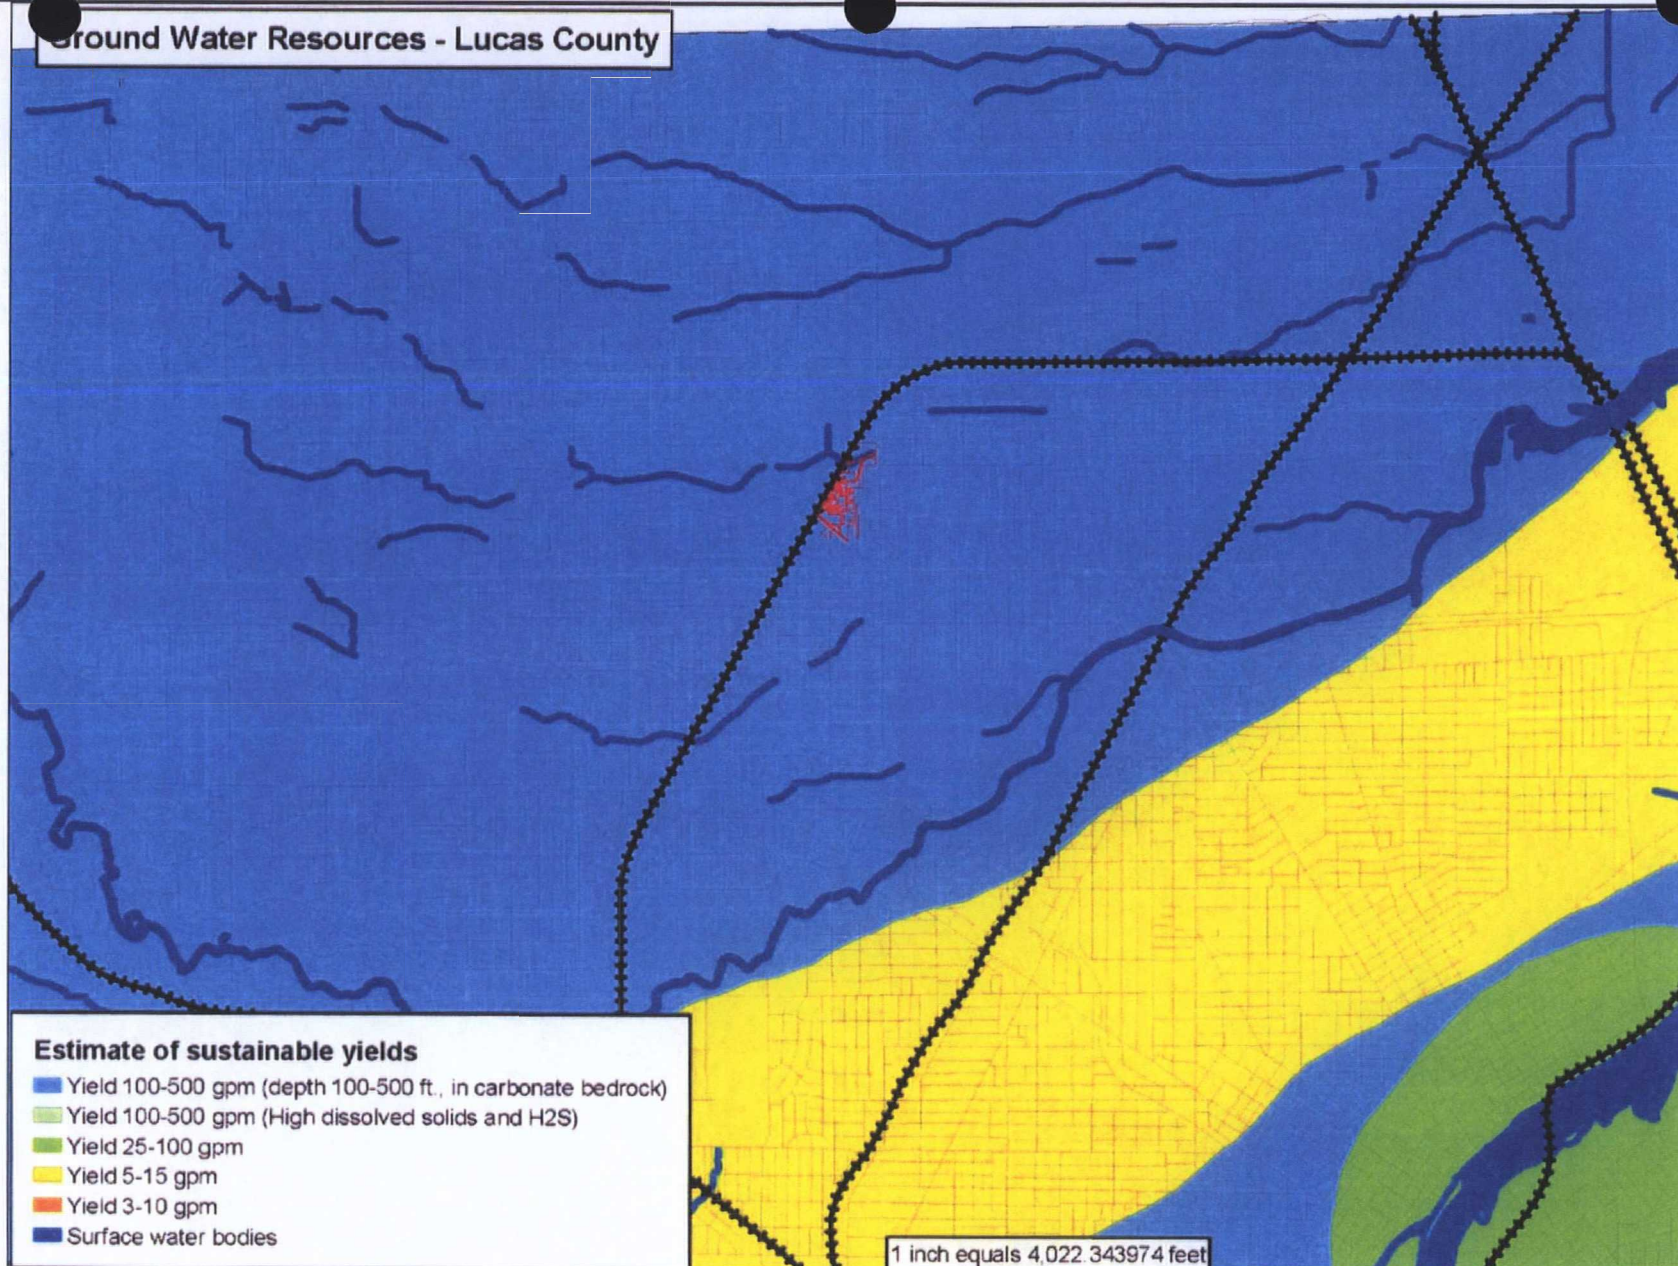 Ground Water Resources - Lucas County
Estimate of sustainable yields
Yield 100-500 gpm (depth 100-500 ft., in carbonate bedrock)
Yield 100-500 gpm (High dissolved solids and H2S)
Yield 25-100 gpm
Yield 5-15 gpm
Yield 3-10 gpm
Surface water bodies
1 inch equals 4,022.343974 feet